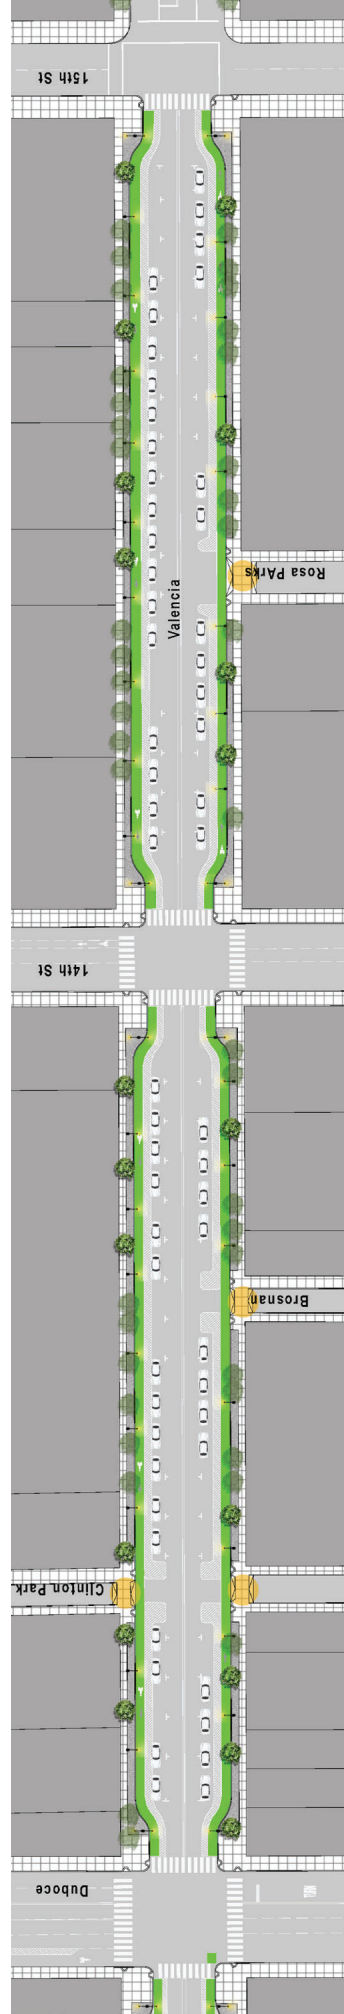 15th St
Rosa PArks
Valencia
14th St
Brosnan
Clinton Park
Duboce